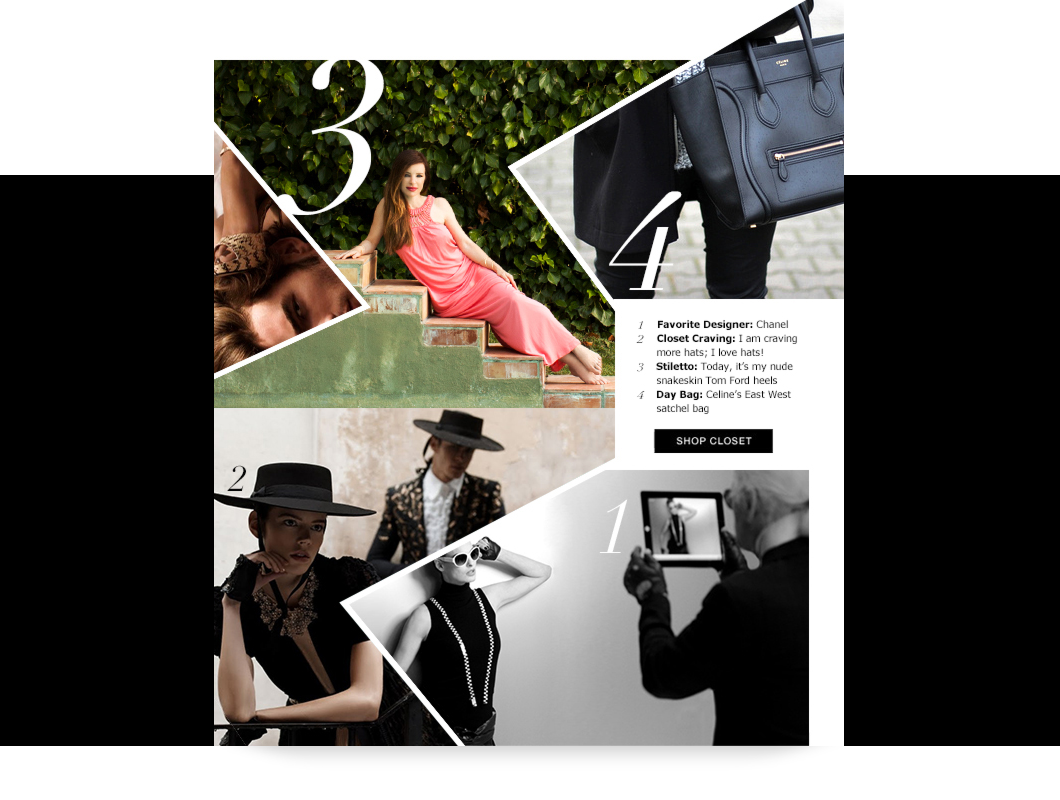 3
CELINE
4
1 Favorite Designer: Chanel
2 Closet Craving: I am craving
more hats; I love hats!
3 Stiletto: Today, it’s my nude
snakeskin Tom Ford heels
4 Day Bag: Celine’s East West
satchel bag
SHOP CLOSET
2
1